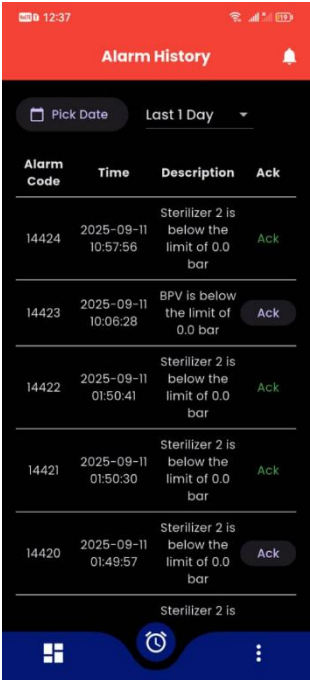 12:37
Alarm History
Pick Date
Last 1 Day
Alarm Code Time Description Ack
14424 2025-09-11 10:57:56 Sterilizer 2 is below the limit of 0.0 bar Ack
14423 2025-09-11 10:06:28 BPV is below the limit of 0.0 bar Ack
14422 2025-09-11 01:50:41 Sterilizer 2 is below the limit of 0.0 bar Ack
14421 2025-09-11 01:50:30 Sterilizer 2 is below the limit of 0.0 bar Ack
14420 2025-09-11 01:49:57 Sterilizer 2 is below the limit of 0.0 bar Ack
Sterilizer 2 is